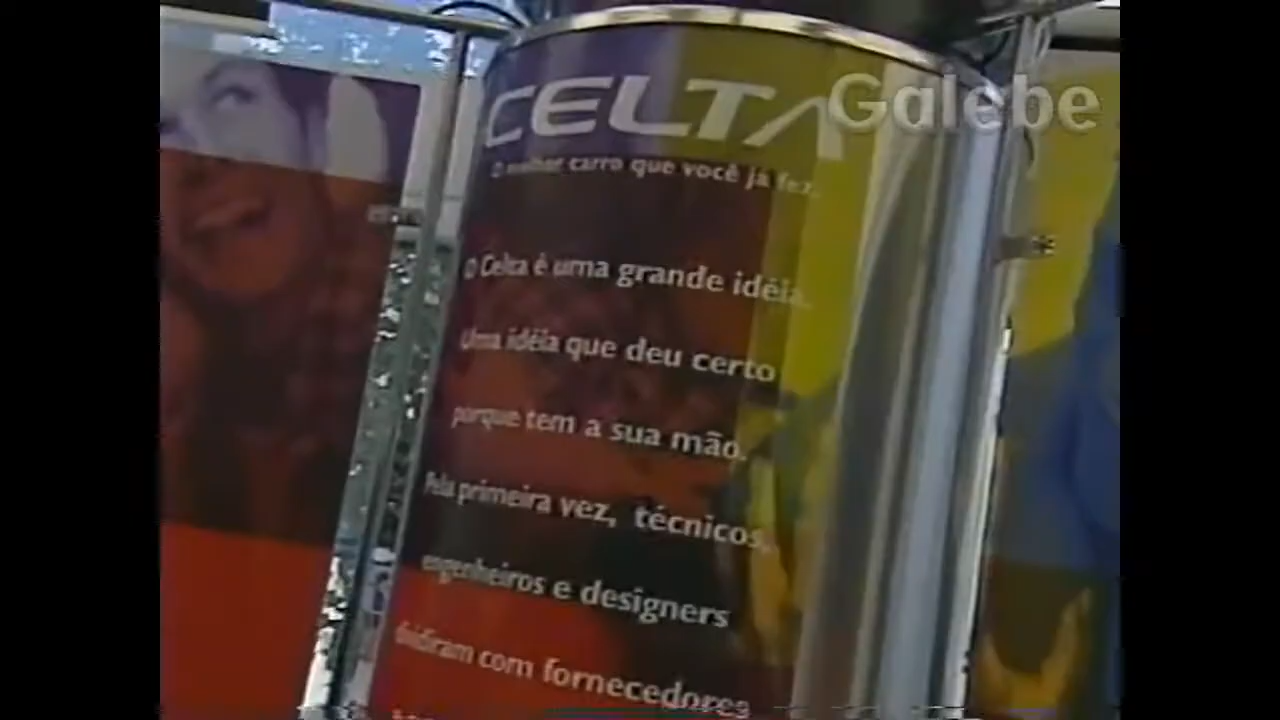 CELTA
Galebe
O melhor carro que você já fez.
O Celta é uma grande idéia.
Uma idéia que deu certo
porque tem a sua mão.
Pela primeira vez, técnicos,
engenheiros e designers
dividiram com fornecedores